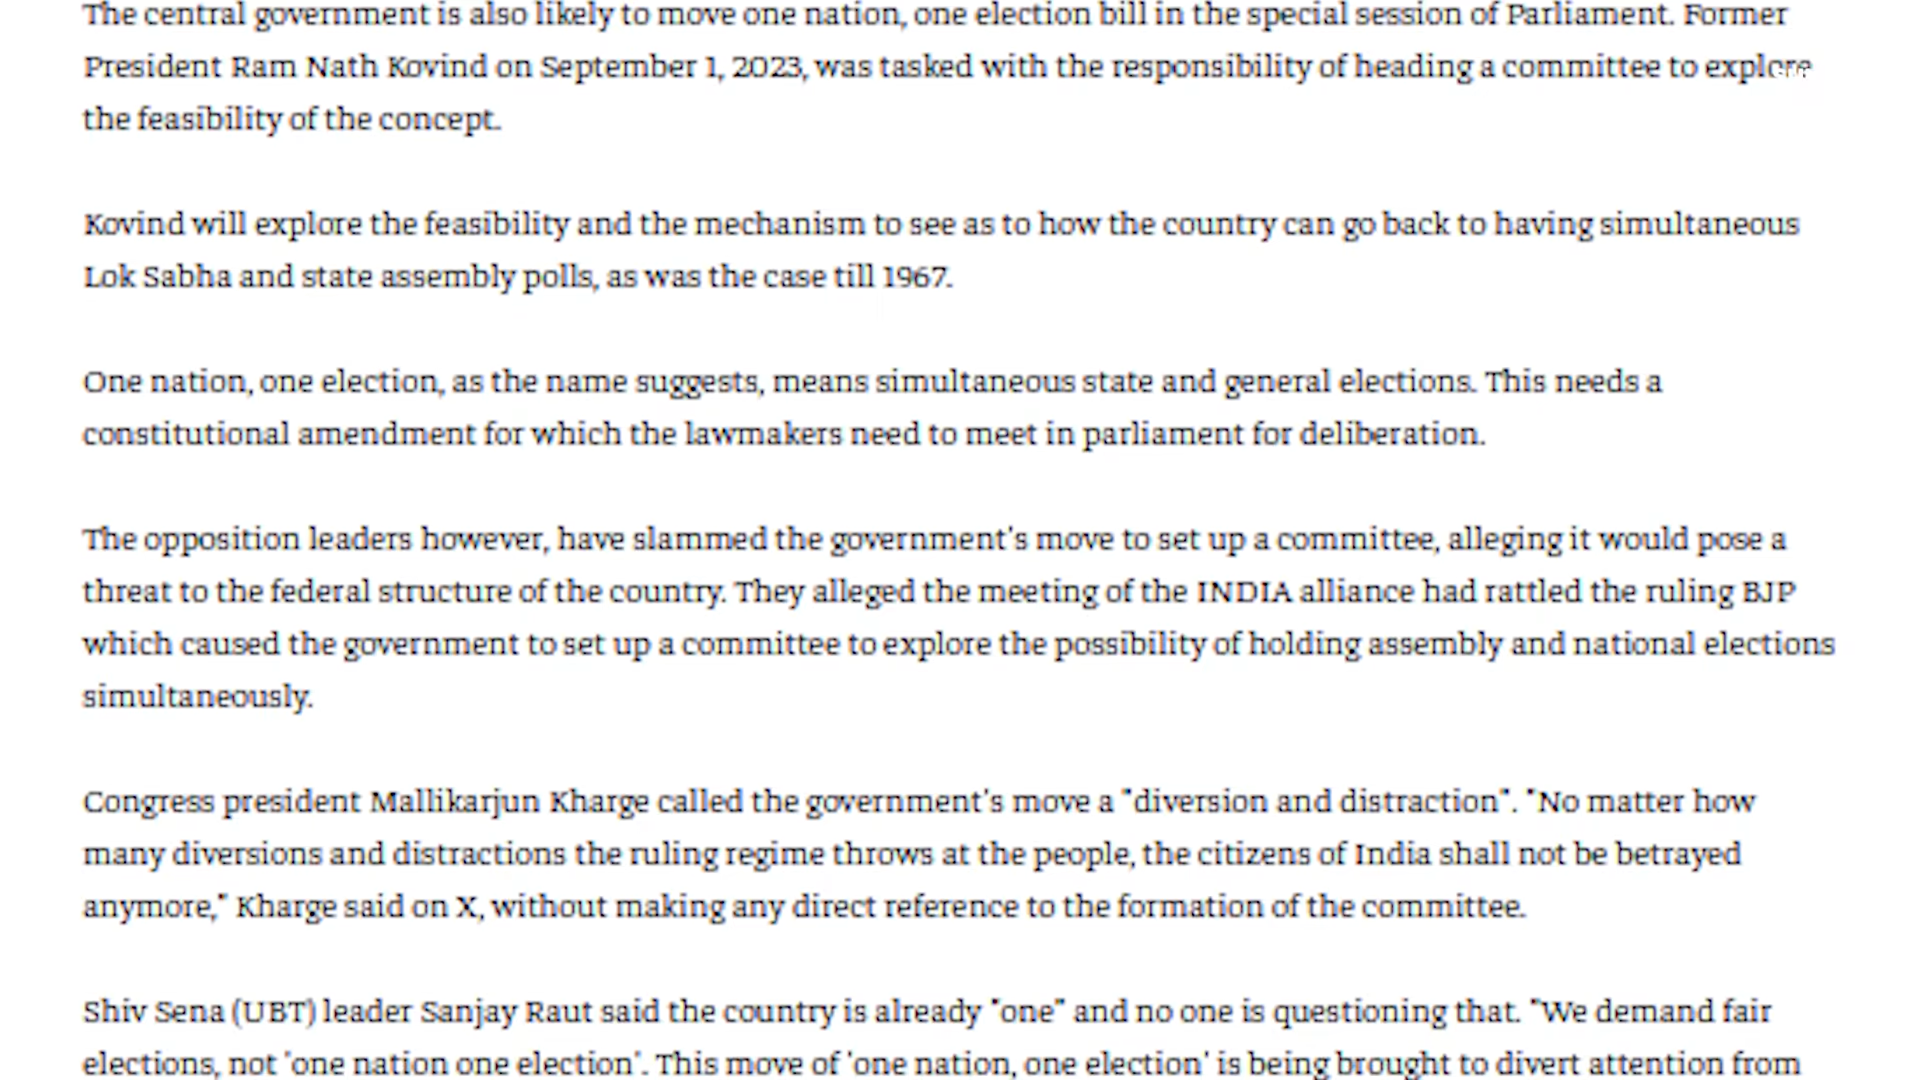 The central government is also likely to move one nation, one election bill in the special session of Parliament. Former
President Ram Nath Kovind on September 1, 2023, was tasked with the responsibility of heading a committee to explore
the feasibility of the concept.
Kovind will explore the feasibility and the mechanism to see as to how the country can go back to having simultaneous
Lok Sabha and state assembly polls, as was the case till 1967.
One nation, one election, as the name suggests, means simultaneous state and general elections. This needs a
constitutional amendment for which the lawmakers need to meet in parliament for deliberation.
The opposition leaders however, have slammed the government's move to set up a committee, alleging it would pose a
threat to the federal structure of the country. They alleged the meeting of the INDIA alliance had rattled the ruling BJP
which caused the government to set up a committee to explore the possibility of holding assembly and national elections
simultaneously.
Congress president Mallikarjun Kharge called the government's move a "diversion and distraction". "No matter how
many diversions and distractions the ruling regime throws at the people, the citizens of India shall not be betrayed
anymore," Kharge said on X, without making any direct reference to the formation of the committee.
Shiv Sena (UBT) leader Sanjay Raut said the country is already "one" and no one is questioning that. "We demand fair
elections, not 'one nation one election'. This move of 'one nation, one election' is being brought to divert attention from